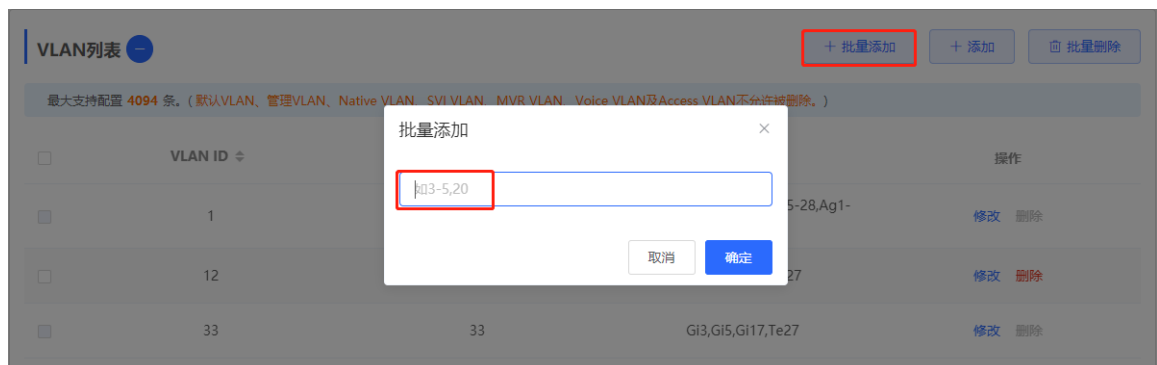 VLAN列表
+ 批量添加
+ 添加
批量删除
最大支持配置 4094 条。( 默认VLAN、管理VLAN、Native VLAN、SVI VLAN、MVR VLAN、Voice VLAN及Access VLAN不允许被删除。)
批量添加
VLAN ID
操作
如3-5,20
1
5-28,Ag1-
修改 删除
取消
确定
12
27
修改 删除
33
33
Gi3,Gi5,Gi17,Te27
修改 删除